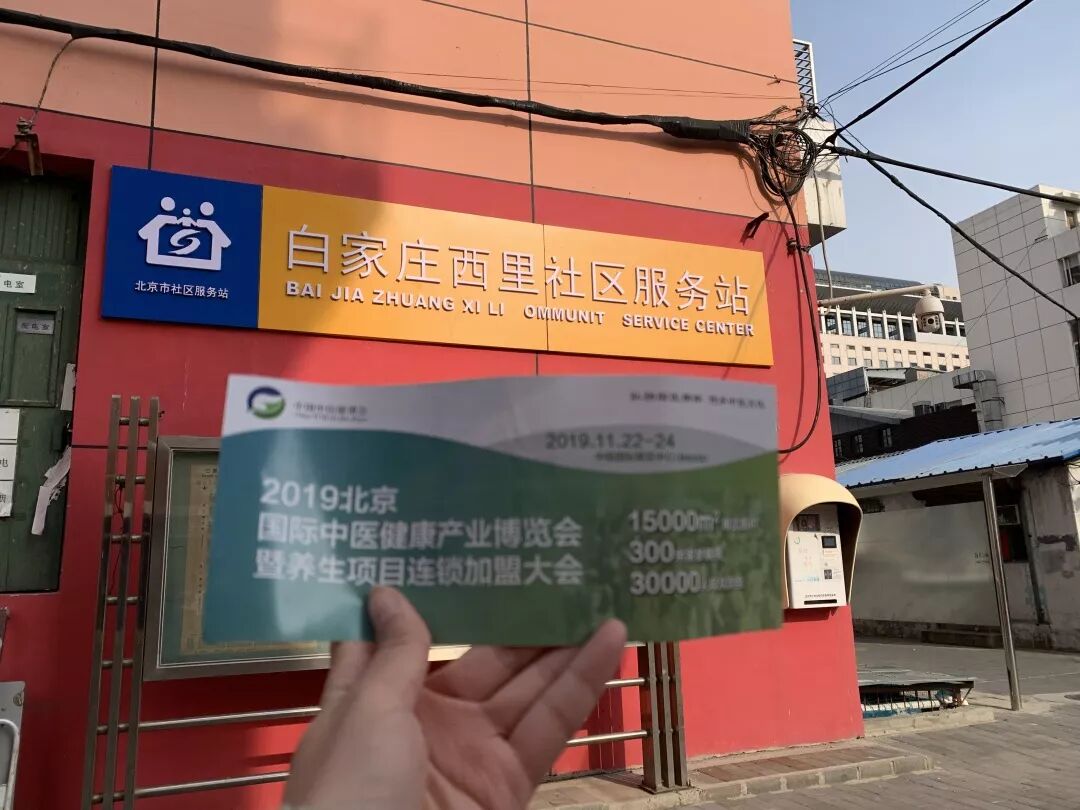 北京市社区服务站
白家庄西里社区服务站
BAI JIA ZHUANG XI LI OMMUNIT SERVICE CENTER
电室
配电室
2019.11.22-24
2019北京
国际中医健康产业博览会
暨养生项目连锁加盟大会
15000m²
300
30000